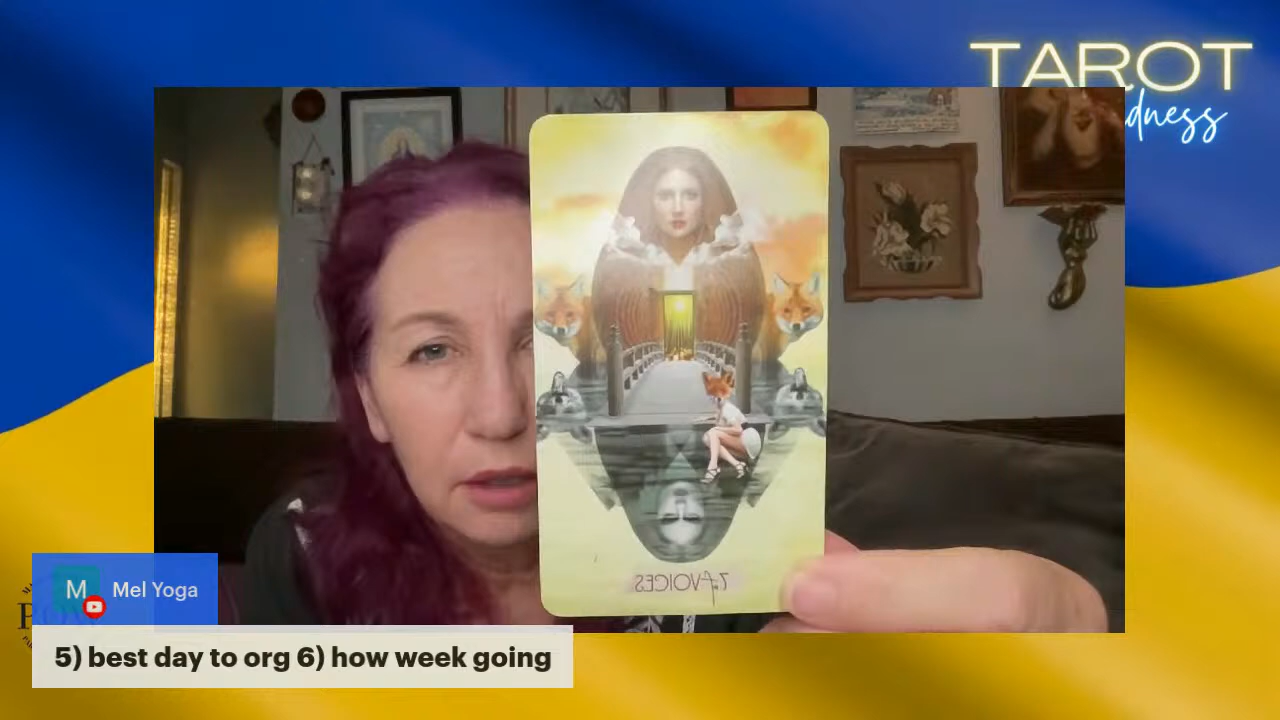 TAROT
dness
7 of VOICES
M Mel Yoga
5) best day to org 6) how week going